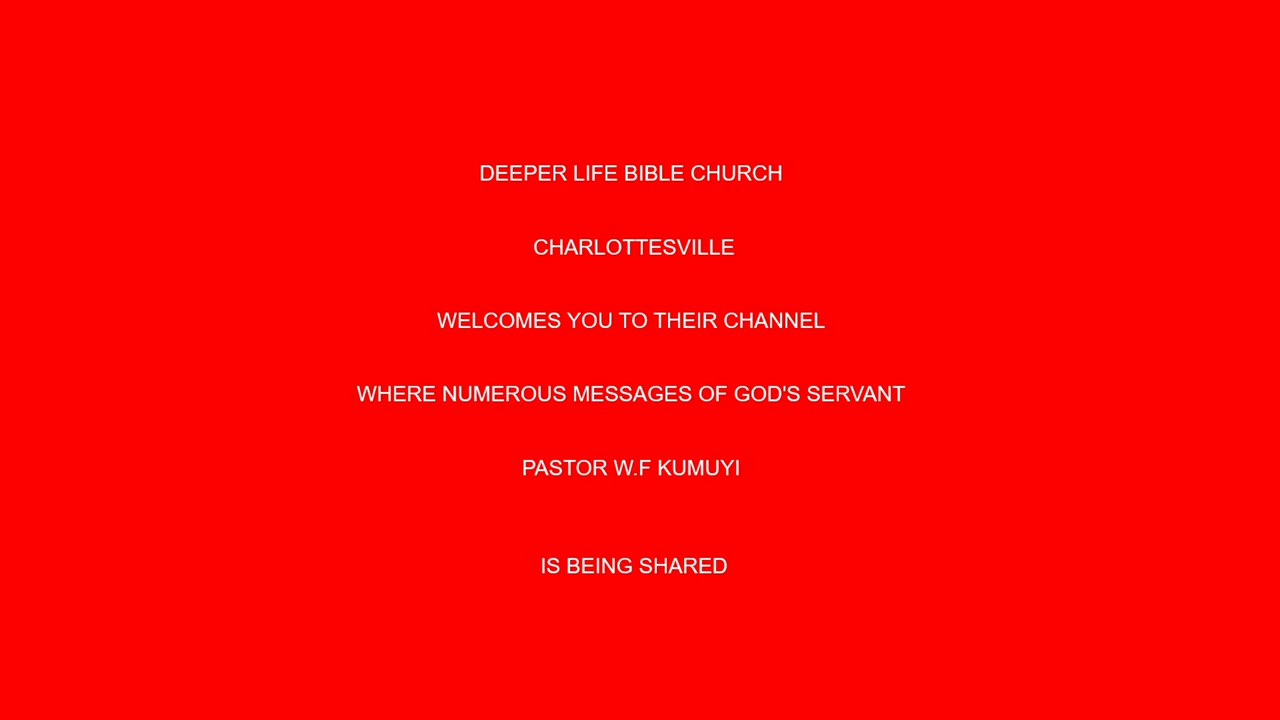 DEEPER LIFE BIBLE CHURCH
CHARLOTTESVILLE
WELCOMES YOU TO THEIR CHANNEL
WHERE NUMEROUS MESSAGES OF GOD'S SERVANT
PASTOR W.F KUMUYI
IS BEING SHARED